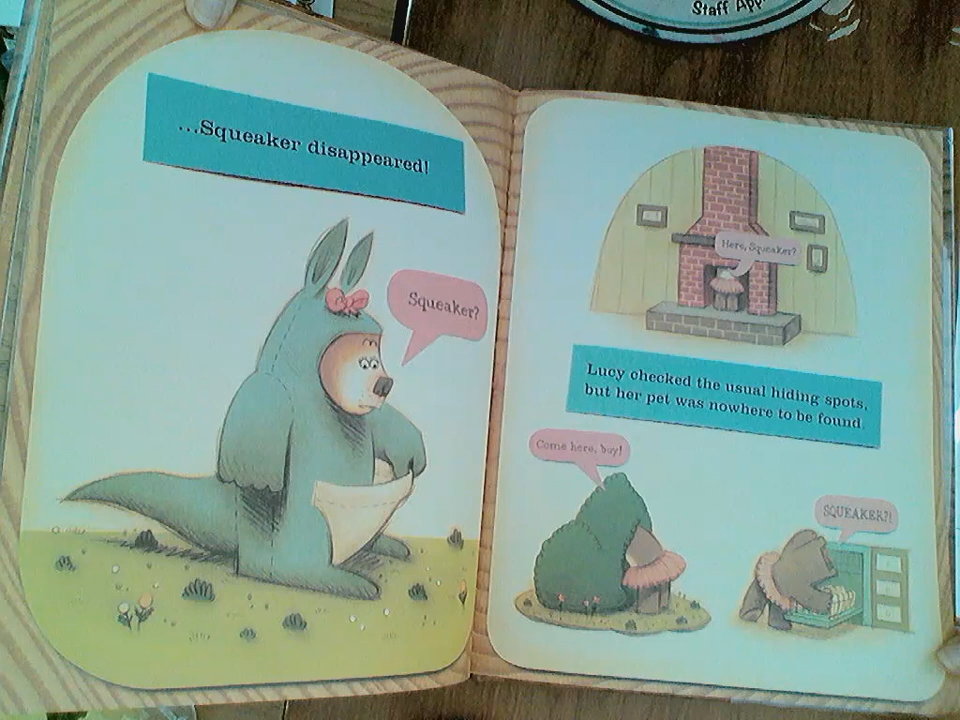 Staff App
...Squeaker disappeared!
Squeaker?
Here, Squeaker?
Lucy checked the usual hiding spots,
but her pet was nowhere to be found.
Come here, boy!
SQUEAKER?!